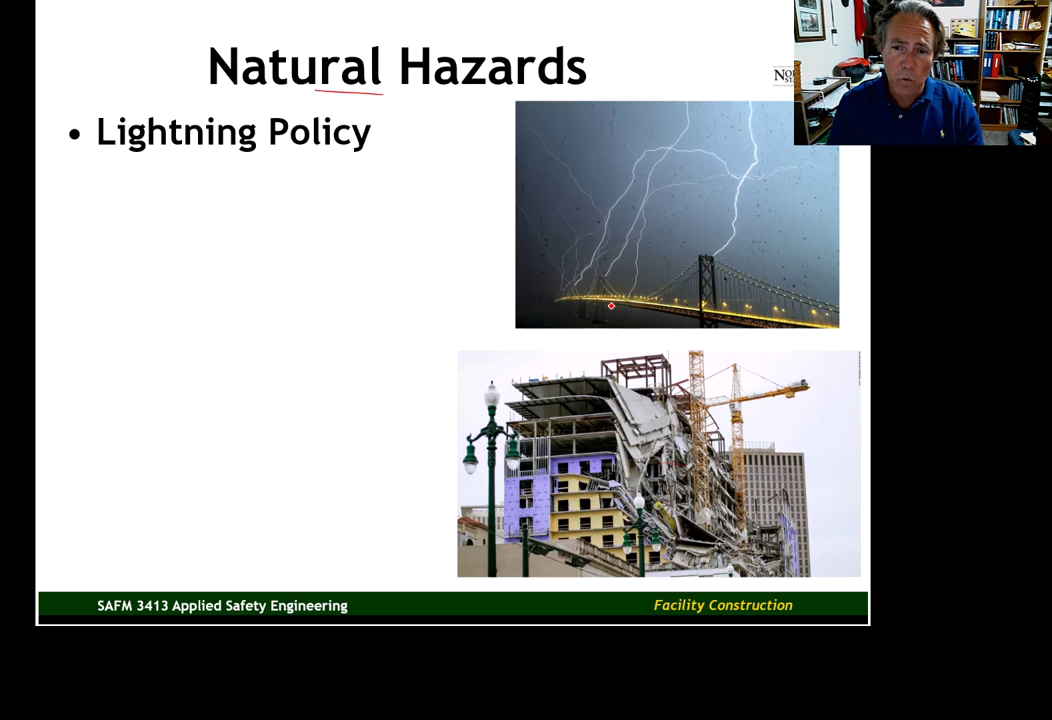 Natural Hazards
• Lightning Policy
SAFM 3413 Applied Safety Engineering
Facility Construction